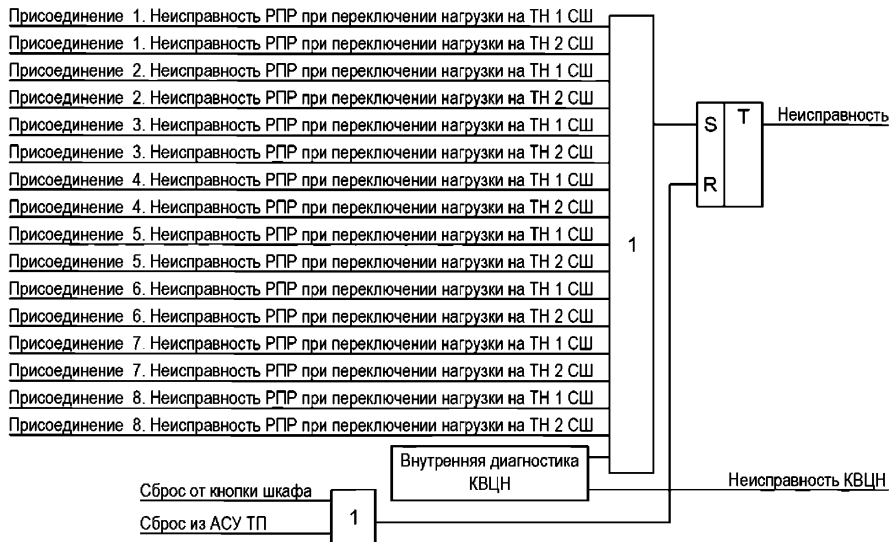 Присоединение 1. Неисправность РПР при переключении нагрузки на ТН 1 СШ
Присоединение 1. Неисправность РПР при переключении нагрузки на ТН 2 СШ
Присоединение 2. Неисправность РПР при переключении нагрузки на ТН 1 СШ
Присоединение 2. Неисправность РПР при переключении нагрузки на ТН 2 СШ
Присоединение 3. Неисправность РПР при переключении нагрузки на ТН 1 СШ
Присоединение 3. Неисправность РПР при переключении нагрузки на ТН 2 СШ
Присоединение 4. Неисправность РПР при переключении нагрузки на ТН 1 СШ
Присоединение 4. Неисправность РПР при переключении нагрузки на ТН 2 СШ
Присоединение 5. Неисправность РПР при переключении нагрузки на ТН 1 СШ
Присоединение 5. Неисправность РПР при переключении нагрузки на ТН 2 СШ
Присоединение 6. Неисправность РПР при переключении нагрузки на ТН 1 СШ
Присоединение 6. Неисправность РПР при переключении нагрузки на ТН 2 СШ
Присоединение 7. Неисправность РПР при переключении нагрузки на ТН 1 СШ
Присоединение 7. Неисправность РПР при переключении нагрузки на ТН 2 СШ
Присоединение 8. Неисправность РПР при переключении нагрузки на ТН 1 СШ
Присоединение 8. Неисправность РПР при переключении нагрузки на ТН 2 СШ
1
S
T
R
Неисправность
Внутренняя диагностика
КВЦН
Неисправность КВЦН
Сброс от кнопки шкафа
Сброс из АСУ ТП
1